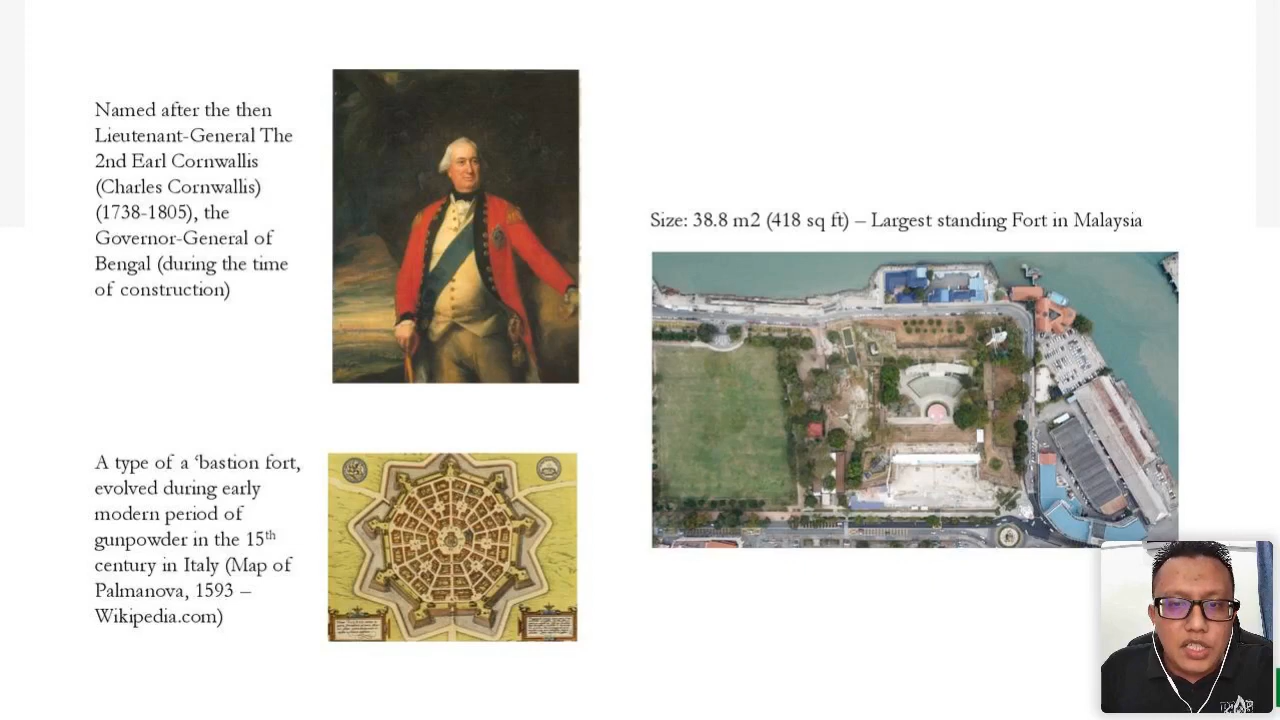 Named after the then
Lieutenant-General The
2nd Earl Cornwallis
(Charles Cornwallis)
(1738-1805), the
Governor-General of
Bengal (during the time
of construction)
Size: 38.8 m2 (418 sq ft) – Largest standing Fort in Malaysia
A type of a ‘bastion fort,
evolved during early
modern period of
gunpowder in the 15th
century in Italy (Map of
Palmanova, 1593 –
Wikipedia.com)